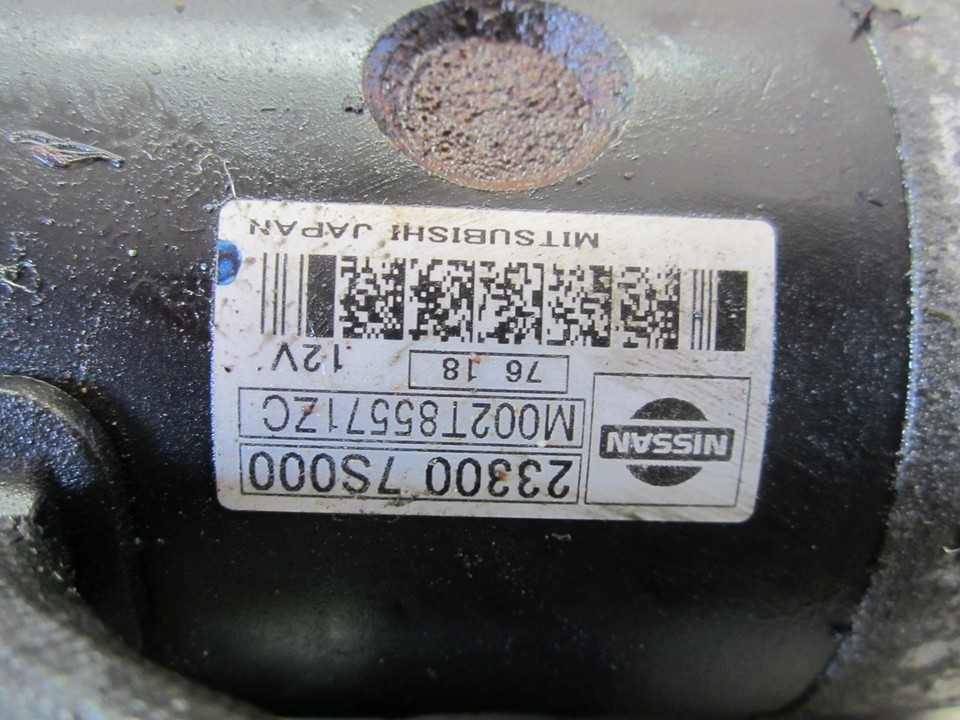 NISSAN
23300 7S000
M002T85571ZC
76 18
12V
MITSUBISHI JAPAN